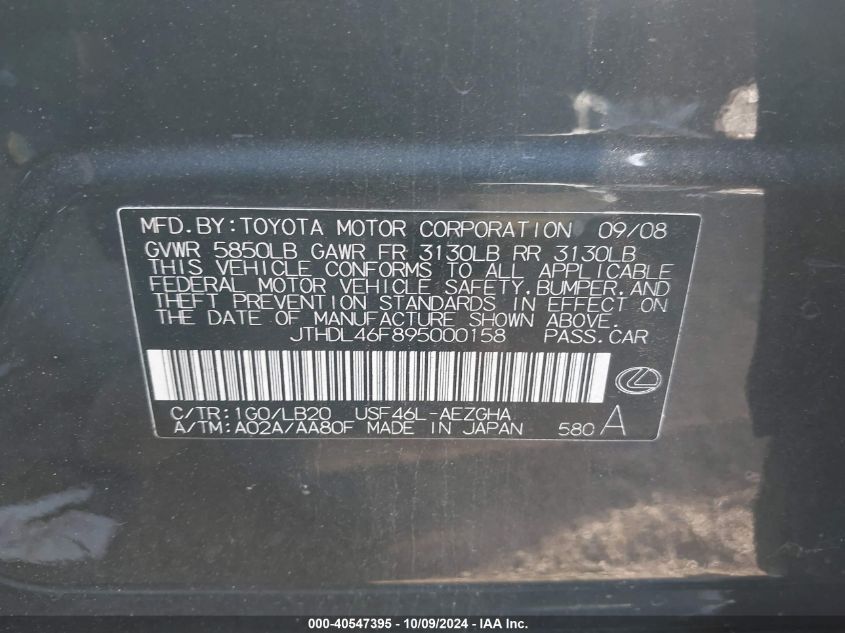 MFD.BY:TOYOTA MOTOR CORPORATION 09/08
GVWR 5850LB GAWR FR 3130LB RR 3130LB
THIS VEHICLE CONFORMS TO ALL APPLICABLE
FEDERAL MOTOR VEHICLE SAFETY,BUMPER,AND
THEFT PREVENTION STANDARDS IN EFFECT ON
THE DATE OF MANUFACTURE SHOWN ABOVE.
JTHDL46F895000158 PASS.CAR
C/TR:1G0/LB20 USF46L-AEZGHA
A/TM:A02A/AA80F MADE IN JAPAN 580 A
000-40547395 - 10/09/2024 - IAA Inc.